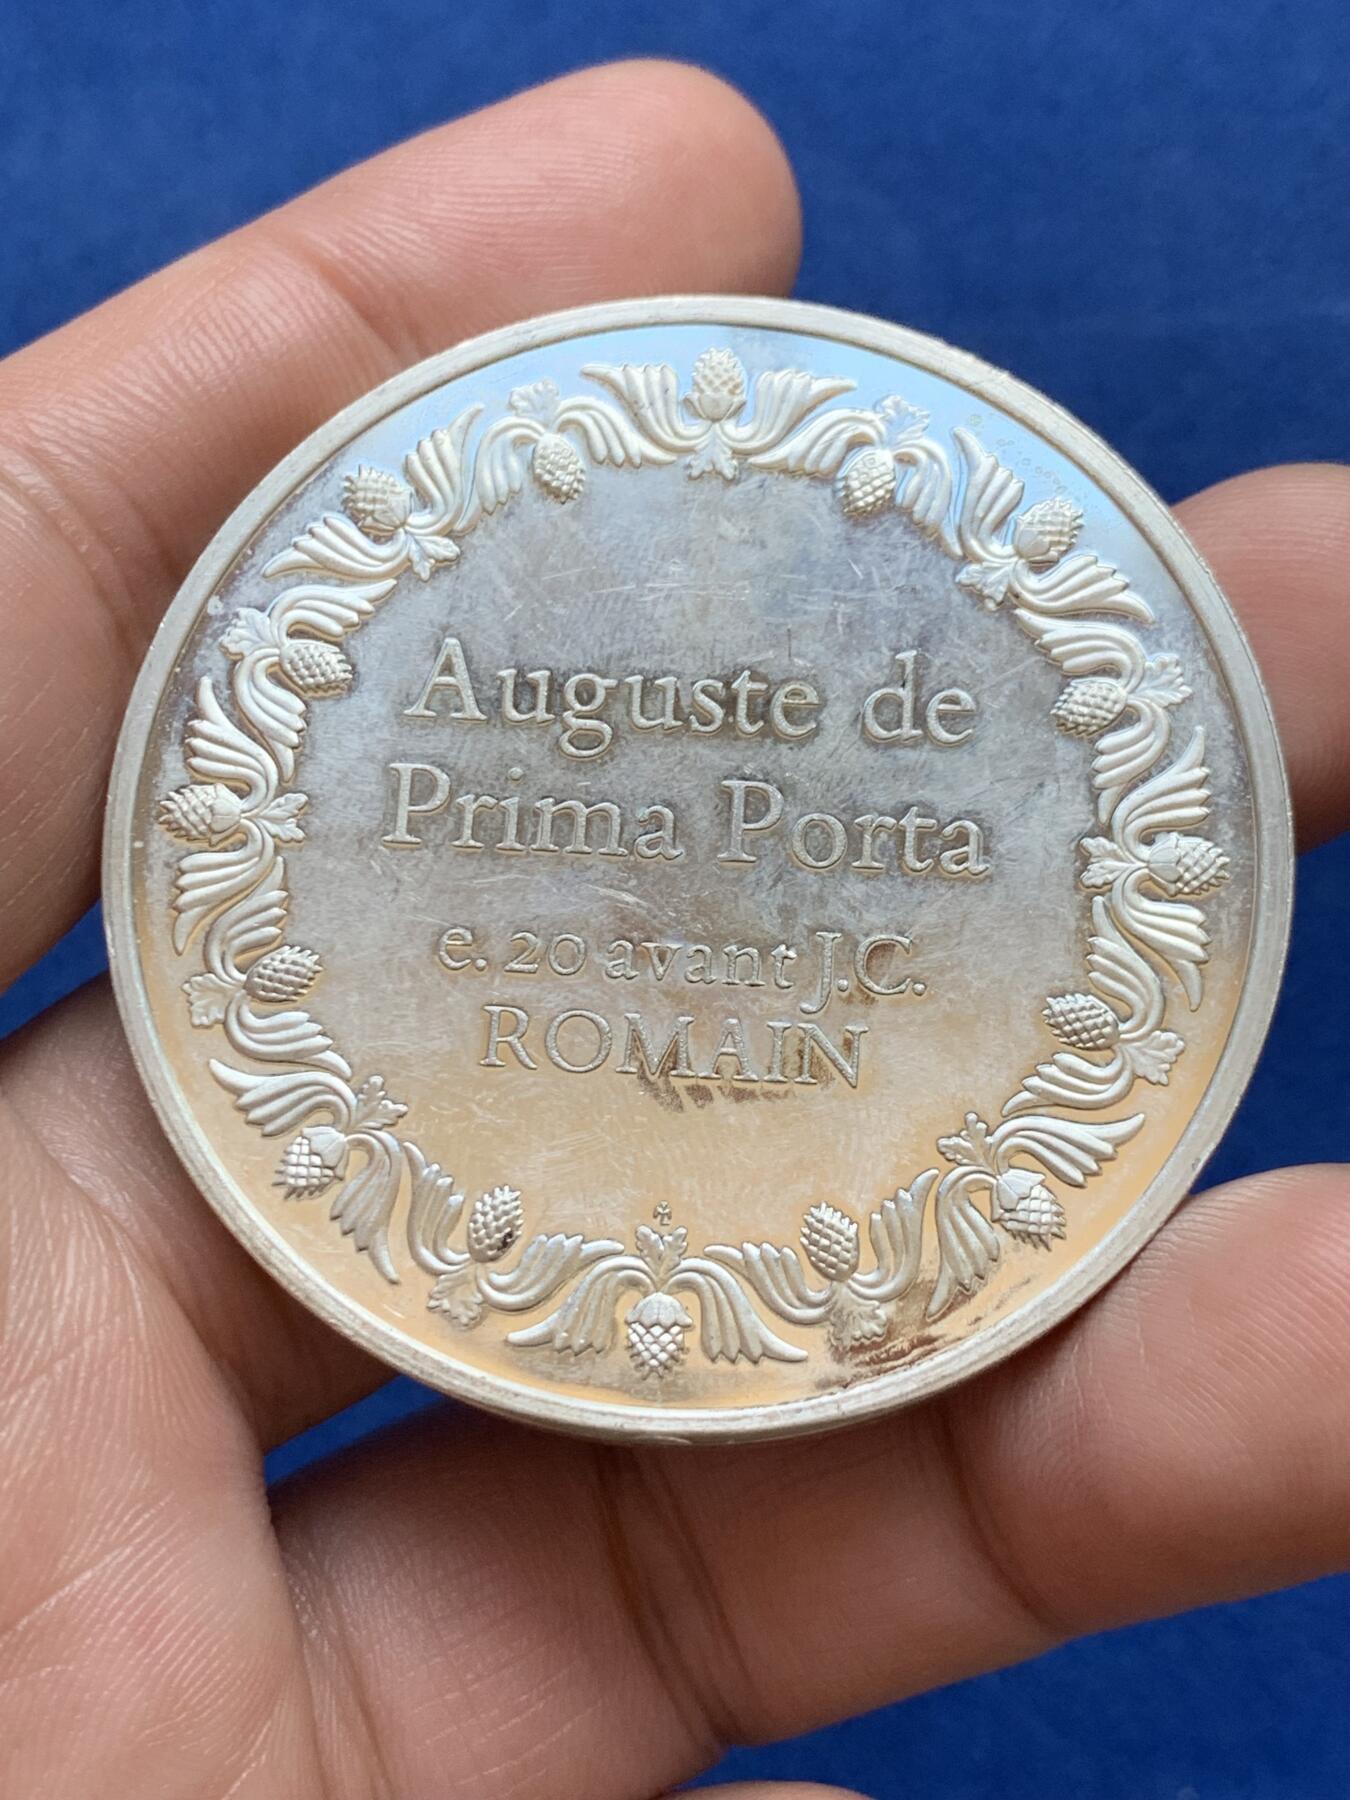 Auguste de
Prima Porta
e. 20 avant J.C.
ROMAIN